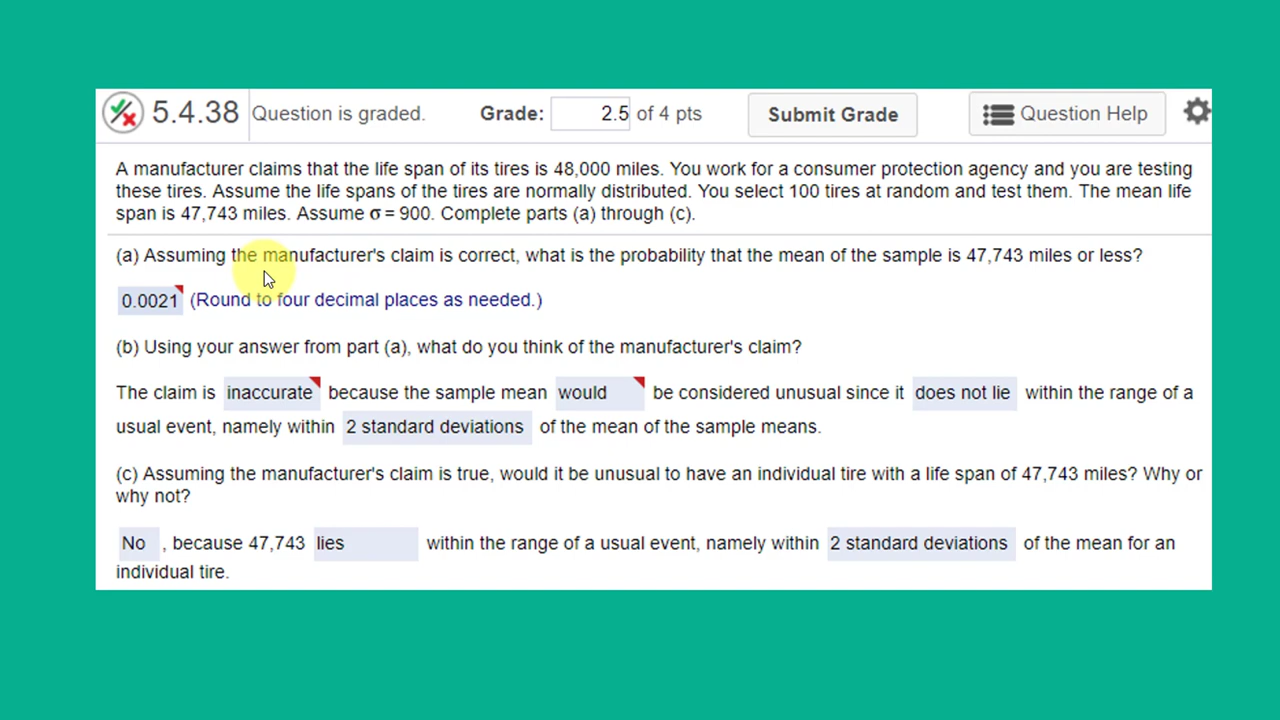 5.4.38 Question is graded. Grade: 2.5 of 4 pts Submit Grade Question Help
A manufacturer claims that the life span of its tires is 48,000 miles. You work for a consumer protection agency and you are testing
these tires. Assume the life spans of the tires are normally distributed. You select 100 tires at random and test them. The mean life
span is 47,743 miles. Assume σ = 900. Complete parts (a) through (c).
(a) Assuming the manufacturer's claim is correct, what is the probability that the mean of the sample is 47,743 miles or less?
0.0021 (Round to four decimal places as needed.)
(b) Using your answer from part (a), what do you think of the manufacturer's claim?
The claim is inaccurate because the sample mean would be considered unusual since it does not lie within the range of a
usual event, namely within 2 standard deviations of the mean of the sample means.
(c) Assuming the manufacturer's claim is true, would it be unusual to have an individual tire with a life span of 47,743 miles? Why or
why not?
No , because 47,743 lies within the range of a usual event, namely within 2 standard deviations of the mean for an
individual tire.